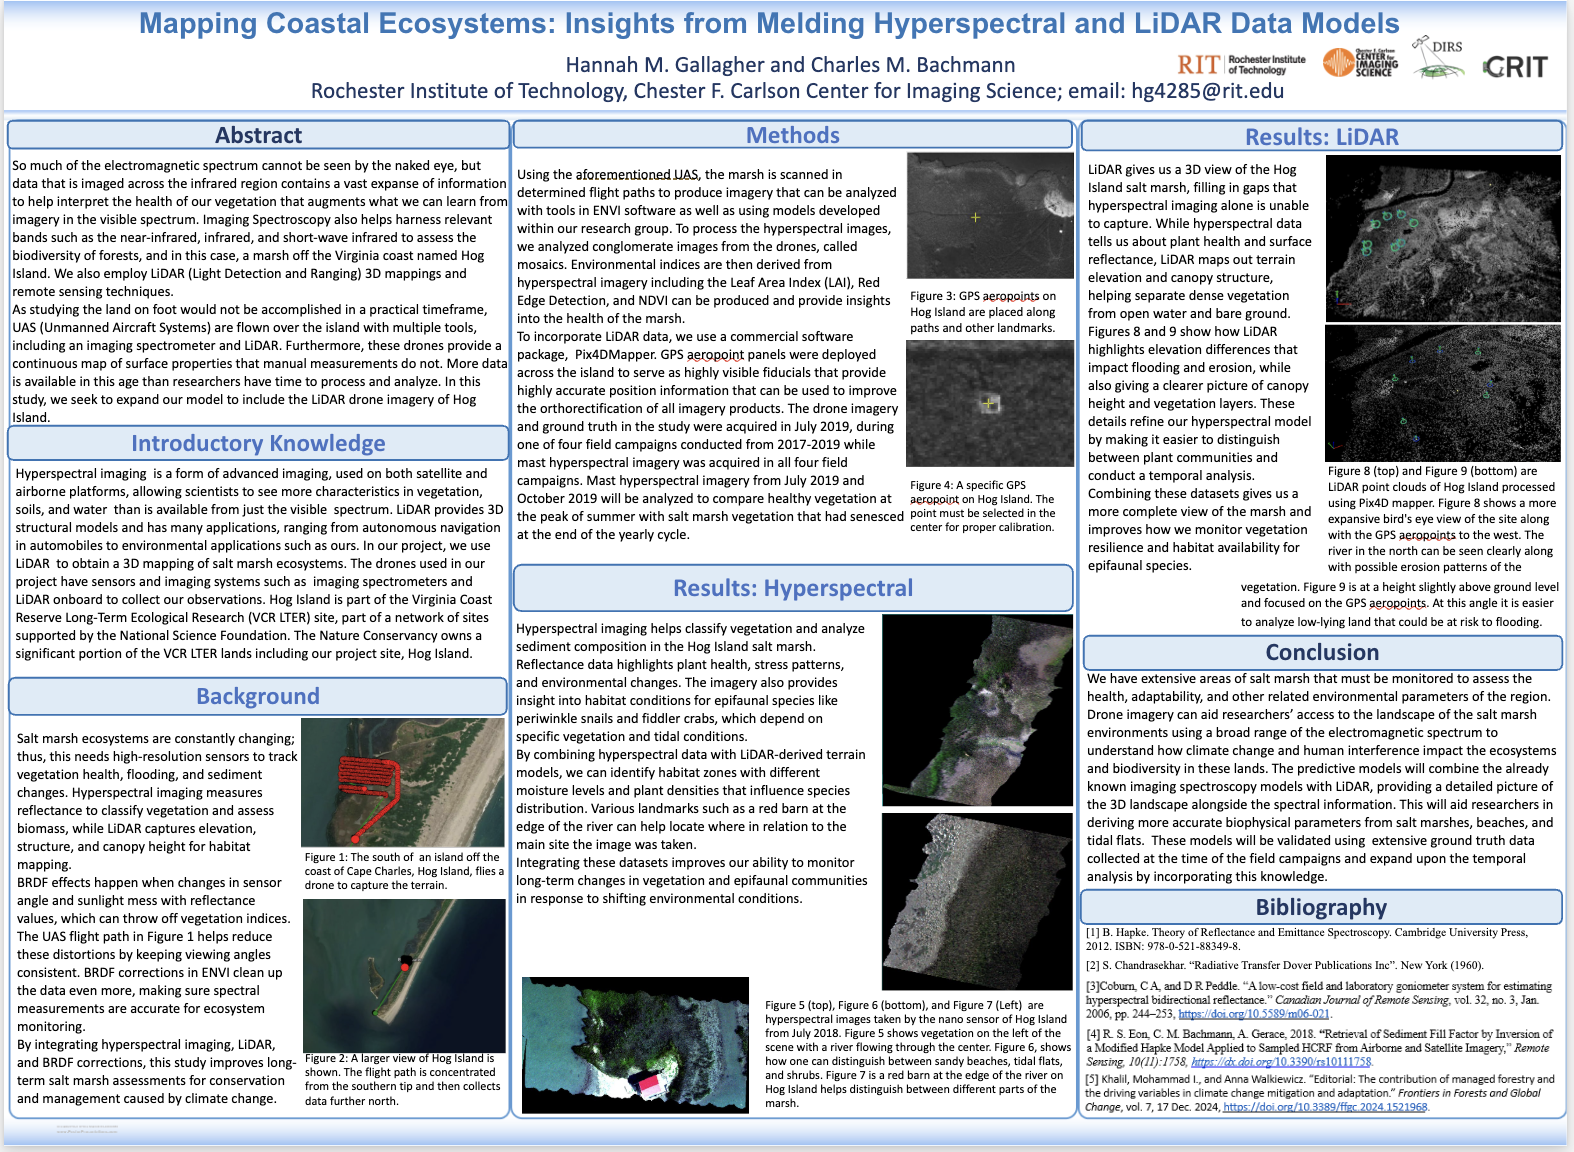 Mapping Coastal Ecosystems: Insights from Melding Hyperspectral and LiDAR Data Models
Hannah M. Gallagher and Charles M. Bachmann
Rochester Institute of Technology, Chester F. Carlson Center for Imaging Science; email: hg4285@rit.edu
RIT
Rochester Institute
of Technology
Chester F. Carlson
CENTER for
IMAGING
SCIENCE
DIRS
GRIT
Abstract
So much of the electromagnetic spectrum cannot be seen by the naked eye, but
data that is imaged across the infrared region contains a vast expanse of information
to help interpret the health of our vegetation that augments what we can learn from
imagery in the visible spectrum. Imaging Spectroscopy also helps harness relevant
bands such as the near-infrared, infrared, and short-wave infrared to assess the
biodiversity of forests, and in this case, a marsh off the Virginia coast named Hog
Island. We also employ LiDAR (Light Detection and Ranging) 3D mappings and
remote sensing techniques.
As studying the land on foot would not be accomplished in a practical timeframe,
UAS (Unmanned Aircraft Systems) are flown over the island with multiple tools,
including an imaging spectrometer and LiDAR. Furthermore, these drones provide a
continuous map of surface properties that manual measurements do not. More data
is available in this age than researchers have time to process and analyze. In this
study, we seek to expand our model to include the LiDAR drone imagery of Hog
Island.
Introductory Knowledge
Hyperspectral imaging is a form of advanced imaging, used on both satellite and
airborne platforms, allowing scientists to see more characteristics in vegetation,
soils, and water than is available from just the visible spectrum. LiDAR provides 3D
structural models and has many applications, ranging from autonomous navigation
in automobiles to environmental applications such as ours. In our project, we use
LiDAR to obtain a 3D mapping of salt marsh ecosystems. The drones used in our
project have sensors and imaging systems such as imaging spectrometers and
LiDAR onboard to collect our observations. Hog Island is part of the Virginia Coast
Reserve Long-Term Ecological Research (VCR LTER) site, part of a network of sites
supported by the National Science Foundation. The Nature Conservancy owns a
significant portion of the VCR LTER lands including our project site, Hog Island.
Background
Salt marsh ecosystems are constantly changing;
thus, this needs high-resolution sensors to track
vegetation health, flooding, and sediment
changes. Hyperspectral imaging measures
reflectance to classify vegetation and assess
biomass, while LiDAR captures elevation,
structure, and canopy height for habitat
mapping.
BRDF effects happen when changes in sensor
angle and sunlight mess with reflectance
values, which can throw off vegetation indices.
The UAS flight path in Figure 1 helps reduce
these distortions by keeping viewing angles
consistent. BRDF corrections in ENVI clean up
the data even more, making sure spectral
measurements are accurate for ecosystem
monitoring.
By integrating hyperspectral imaging, LiDAR,
and BRDF corrections, this study improves long-
term salt marsh assessments for conservation
and management caused by climate change.
Figure 1: The south of an island off the
coast of Cape Charles, Hog Island, flies a
drone to capture the terrain.
Figure 2: A larger view of Hog Island is
shown. The flight path is concentrated
from the southern tip and then collects
data further north.
Methods
Using the aforementioned UAS, the marsh is scanned in
determined flight paths to produce imagery that can be analyzed
with tools in ENVI software as well as using models developed
within our research group. To process the hyperspectral images,
we analyzed conglomerate images from the drones, called
mosaics. Environmental indices are then derived from
hyperspectral imagery including the Leaf Area Index (LAI), Red
Edge Detection, and NDVI can be produced and provide insights
into the health of the marsh.
To incorporate LiDAR data, we use a commercial software
package, Pix4DMapper. GPS aeropoint panels were deployed
across the island to serve as highly visible fiducials that provide
highly accurate position information that can be used to improve
the orthorectification of all imagery products. The drone imagery
and ground truth in the study were acquired in July 2019, during
one of four field campaigns conducted from 2017-2019 while
mast hyperspectral imagery was acquired in all four field
campaigns. Mast hyperspectral imagery from July 2019 and
October 2019 will be analyzed to compare healthy vegetation at
the peak of summer with salt marsh vegetation that had senesced
at the end of the yearly cycle.
Figure 3: GPS aeropoints on
Hog Island are placed along
paths and other landmarks.
Figure 4: A specific GPS
aeropoint on Hog Island. The
point must be selected in the
center for proper calibration.
Results: Hyperspectral
Hyperspectral imaging helps classify vegetation and analyze
sediment composition in the Hog Island salt marsh.
Reflectance data highlights plant health, stress patterns,
and environmental changes. The imagery also provides
insight into habitat conditions for epifaunal species like
periwinkle snails and fiddler crabs, which depend on
specific vegetation and tidal conditions.
By combining hyperspectral data with LiDAR-derived terrain
models, we can identify habitat zones with different
moisture levels and plant densities that influence species
distribution. Various landmarks such as a red barn at the
edge of the river can help locate where in relation to the
main site the image was taken.
Integrating these datasets improves our ability to monitor
long-term changes in vegetation and epifaunal communities
in response to shifting environmental conditions.
Figure 5 (top), Figure 6 (bottom), and Figure 7 (Left) are
hyperspectral images taken by the nano sensor of Hog Island
from July 2018. Figure 5 shows vegetation on the left of the
scene with a river flowing through the center. Figure 6, shows
how one can distinguish between sandy beaches, tidal flats,
and shrubs. Figure 7 is a red barn at the edge of the river on
Hog Island helps distinguish between different parts of the
marsh.
Results: LiDAR
LiDAR gives us a 3D view of the Hog
Island salt marsh, filling in gaps that
hyperspectral imaging alone is unable
to capture. While hyperspectral data
tells us about plant health and surface
reflectance, LiDAR maps out terrain
elevation and canopy structure,
helping separate dense vegetation
from open water and bare ground.
Figures 8 and 9 show how LiDAR
highlights elevation differences that
impact flooding and erosion, while
also giving a clearer picture of canopy
height and vegetation layers. These
details refine our hyperspectral model
by making it easier to distinguish
between plant communities and
conduct a temporal analysis.
Combining these datasets gives us a
more complete view of the marsh and
improves how we monitor vegetation
resilience and habitat availability for
epifaunal species.
Figure 8 (top) and Figure 9 (bottom) are
LiDAR point clouds of Hog Island processed
using Pix4D mapper. Figure 8 shows a more
expansive bird's eye view of the site along
with the GPS aeropoints to the west. The
river in the north can be seen clearly along
with possible erosion patterns of the
vegetation. Figure 9 is at a height slightly above ground level
and focused on the GPS aeropoints. At this angle it is easier
to analyze low-lying land that could be at risk to flooding.
Conclusion
We have extensive areas of salt marsh that must be monitored to assess the
health, adaptability, and other related environmental parameters of the region.
Drone imagery can aid researchers' access to the landscape of the salt marsh
environments using a broad range of the electromagnetic spectrum to
understand how climate change and human interference impact the ecosystems
and biodiversity in these lands. The predictive models will combine the already
known imaging spectroscopy models with LiDAR, providing a detailed picture of
the 3D landscape alongside the spectral information. This will aid researchers in
deriving more accurate biophysical parameters from salt marshes, beaches, and
tidal flats. These models will be validated using extensive ground truth data
collected at the time of the field campaigns and expand upon the temporal
analysis by incorporating this knowledge.
Bibliography
[1] B. Hapke. Theory of Reflectance and Emittance Spectroscopy. Cambridge University Press,
2012. ISBN: 978-0-521-88349-8.
[2] S. Chandrasekhar. "Radiative Transfer Dover Publications Inc". New York (1960).
[3]Coburn, C A, and D R Peddle. "A low-cost field and laboratory goniometer system for estimating
hyperspectral bidirectional reflectance." Canadian Journal of Remote Sensing, vol. 32, no. 3, Jan.
2006, pp. 244–253, https://doi.org/10.5589/m06-021.
[4] R. S. Eon, C. M. Bachmann, A. Gerace, 2018. "Retrieval of Sediment Fill Factor by Inversion of
a Modified Hapke Model Applied to Sampled HCRF from Airborne and Satellite Imagery," Remote
Sensing, 10(11):1758, https://dx.doi.org/10.3390/rs10111758.
[5] Khalil, Mohammad I., and Anna Walkiewicz. "Editorial: The contribution of managed forestry and
the driving variables in climate change mitigation and adaptation." Frontiers in Forests and Global
Change, vol. 7, 17 Dec. 2024, https://doi.org/10.3389/ffgc.2024.1521968.